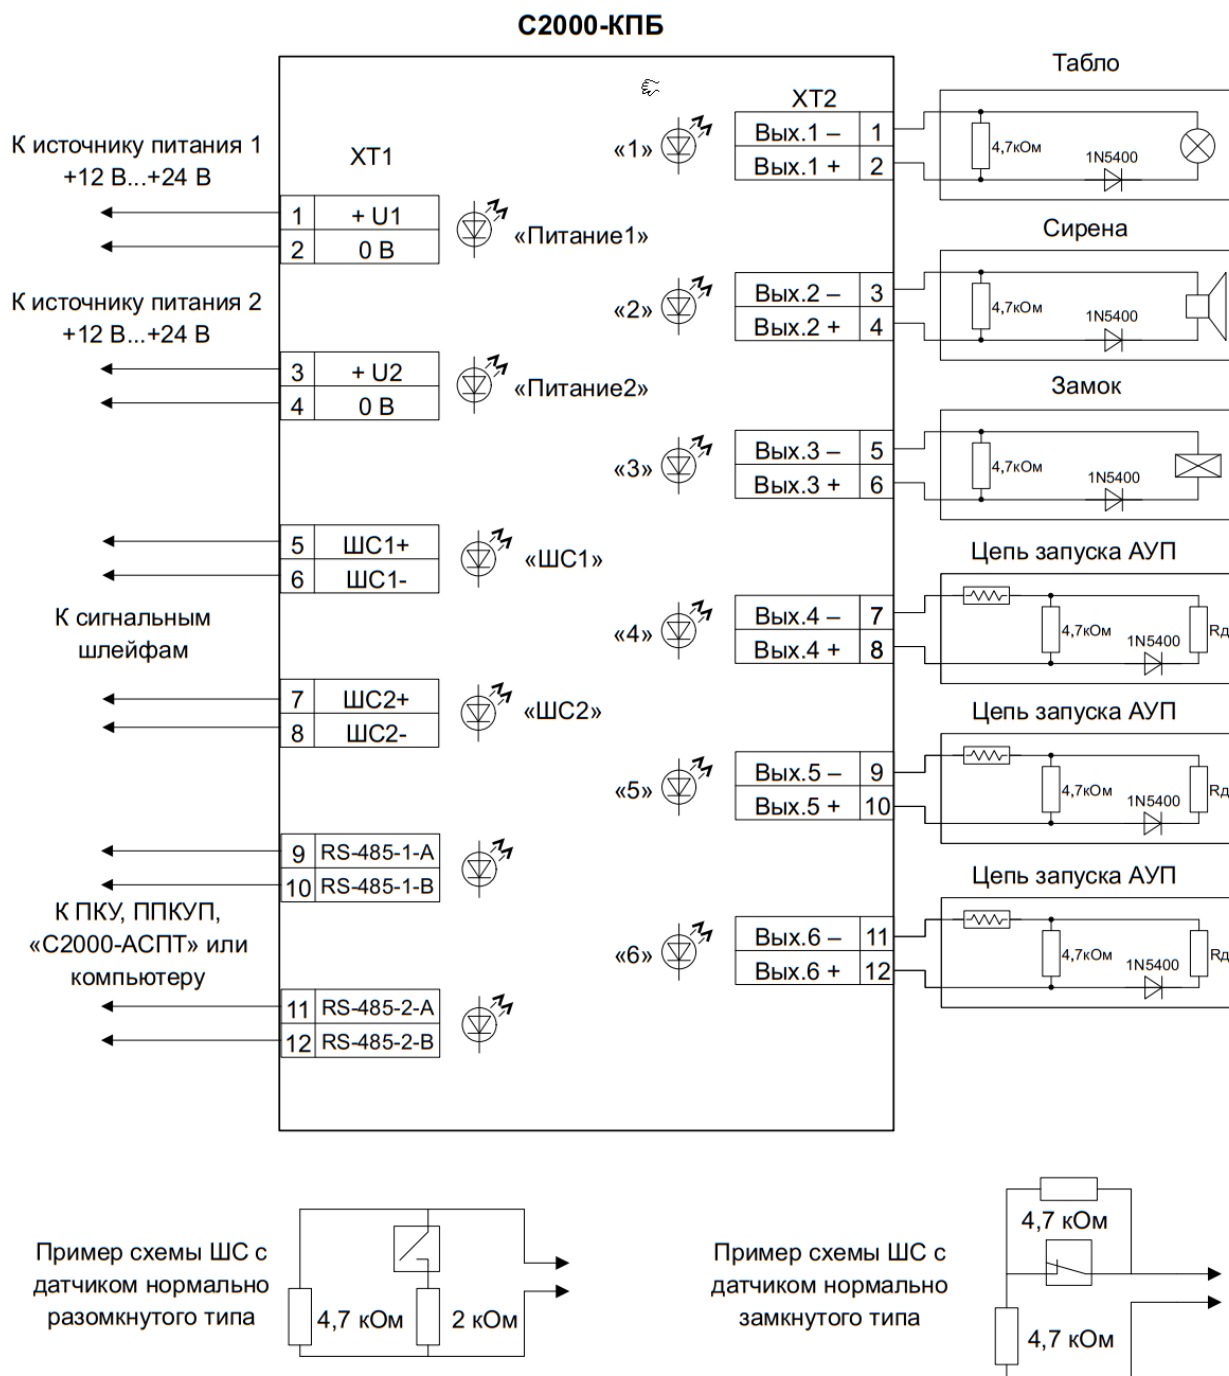 С2000-КПБ
К источнику питания 1
+12 В...+24 В
XT1
1 + U1
2 0 В
«Питание1»
К источнику питания 2
+12 В...+24 В
3 + U2
4 0 В
«Питание2»
5 ШС1+
6 ШС1-
«ШС1»
К сигнальным
шлейфам
7 ШС2+
8 ШС2-
«ШС2»
9 RS-485-1-A
10 RS-485-1-B
К ПКУ, ППКУП,
«С2000-АСПТ» или
компьютеру
11 RS-485-2-A
12 RS-485-2-B
XT2
«1»
Вых.1 – 1
Вых.1 + 2
Табло
4,7кОм
1N5400
«2»
Вых.2 – 3
Вых.2 + 4
Сирена
4,7кОм
1N5400
«3»
Вых.3 – 5
Вых.3 + 6
Замок
4,7кОм
1N5400
«4»
Вых.4 – 7
Вых.4 + 8
Цепь запуска АУП
4,7кОм
1N5400
Rд
«5»
Вых.5 – 9
Вых.5 + 10
Цепь запуска АУП
4,7кОм
1N5400
Rд
«6»
Вых.6 – 11
Вых.6 + 12
Цепь запуска АУП
4,7кОм
1N5400
Rд
Пример схемы ШС с
датчиком нормально
разомкнутого типа
4,7 кОм
2 кОм
Пример схемы ШС с
датчиком нормально
замкнутого типа
4,7 кОм
4,7 кОм